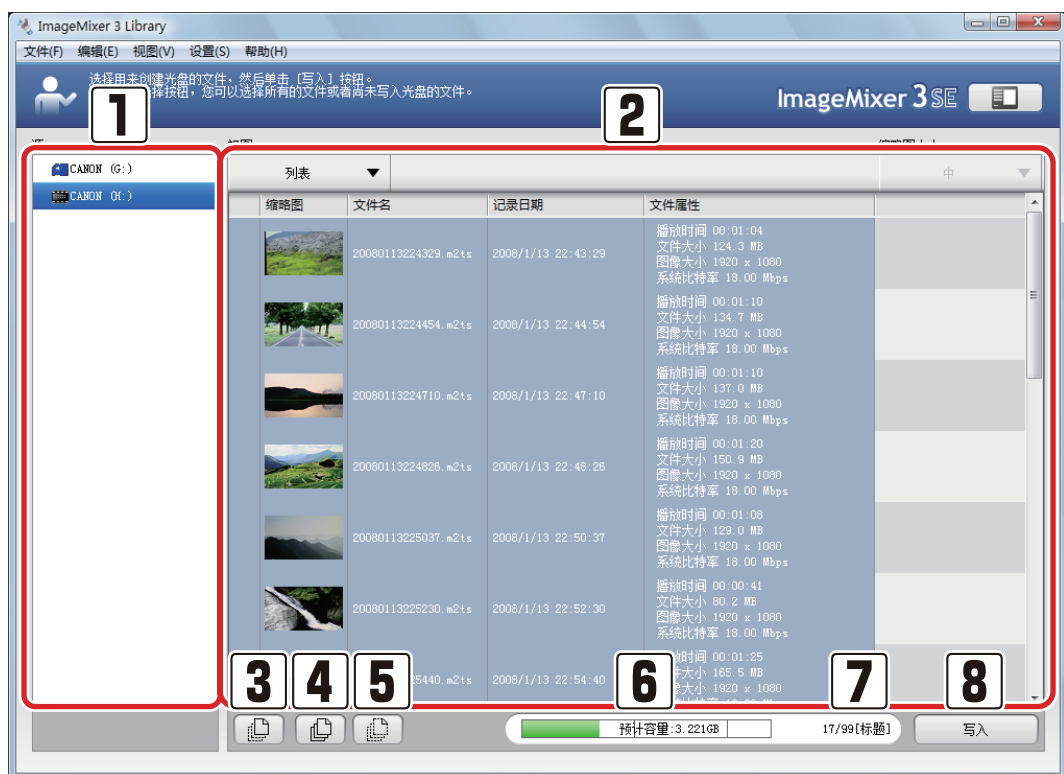 ImageMixer 3 Library
文件(F) 编辑(E) 视图(V) 设置(S) 帮助(H)
选择用来创建光盘的文件，然后单击 [写入] 按钮。
择按钮，您可以选择所有的文件或者尚未写入光盘的文件。
ImageMixer 3 SE
1
2
CANON (G:)
CANON (H:)
列表
中
缩略图 文件名 记录日期 文件属性
20080113224329.m2ts 2008/1/13 22:43:29
播放时间 00:01:04
文件大小 124.3 MB
图像大小 1920 x 1080
系统比特率 18.00 Mbps
20080113224454.m2ts 2008/1/13 22:44:54
播放时间 00:01:10
文件大小 134.7 MB
图像大小 1920 x 1080
系统比特率 18.00 Mbps
20080113224710.m2ts 2008/1/13 22:47:10
播放时间 00:01:10
文件大小 137.0 MB
图像大小 1920 x 1080
系统比特率 18.00 Mbps
20080113224826.m2ts 2008/1/13 22:48:26
播放时间 00:01:20
文件大小 150.9 MB
图像大小 1920 x 1080
系统比特率 18.00 Mbps
20080113225037.m2ts 2008/1/13 22:50:37
播放时间 00:01:08
文件大小 129.0 MB
图像大小 1920 x 1080
系统比特率 18.00 Mbps
20080113225230.m2ts 2008/1/13 22:52:30
播放时间 00:00:41
文件大小 80.2 MB
图像大小 1920 x 1080
系统比特率 18.00 Mbps
5440.m2ts 2008/1/13 22:54:40
时间 00:01:25
大小 165.5 MB
大小 1920 x 1080
3 4 5 6 7 8
预计容量:3.221GB 17/99[标题] 写入